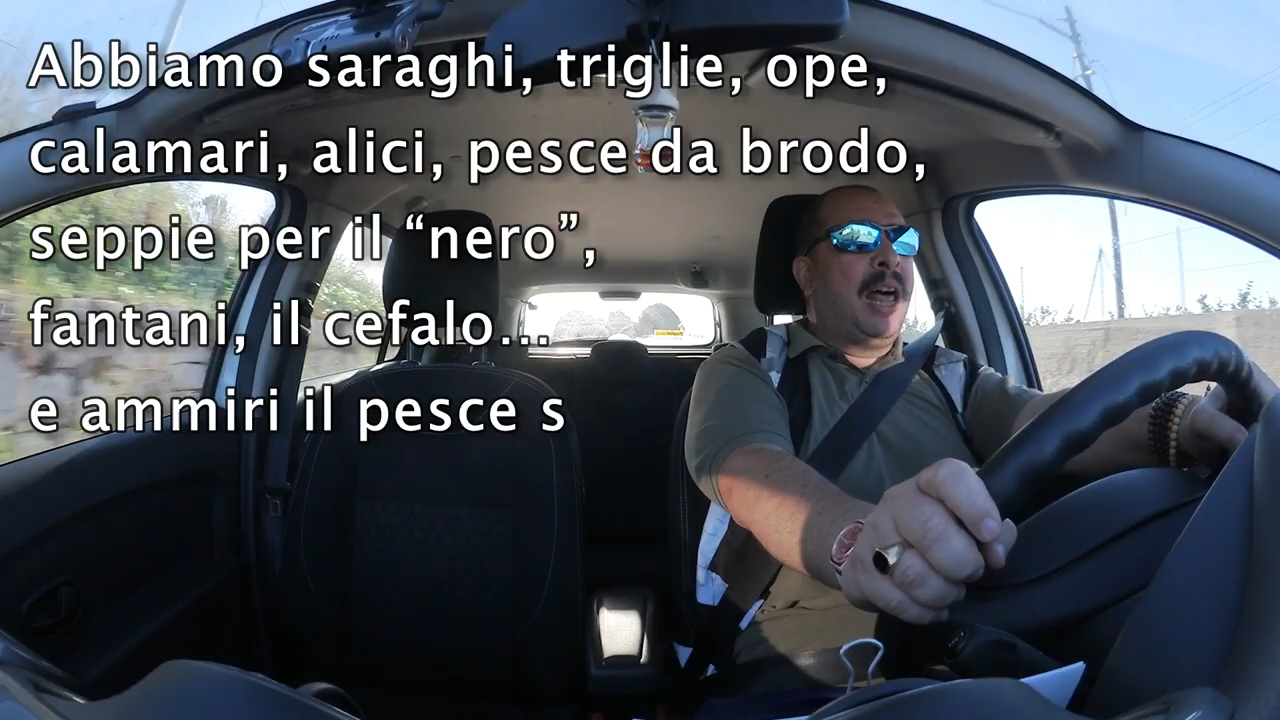 Abbiamo saraghi, triglie, ope,
calamari, alici, pesce da brodo,
seppie per il “nero”,
fantani, il cefalo...
e ammiri il pesce s